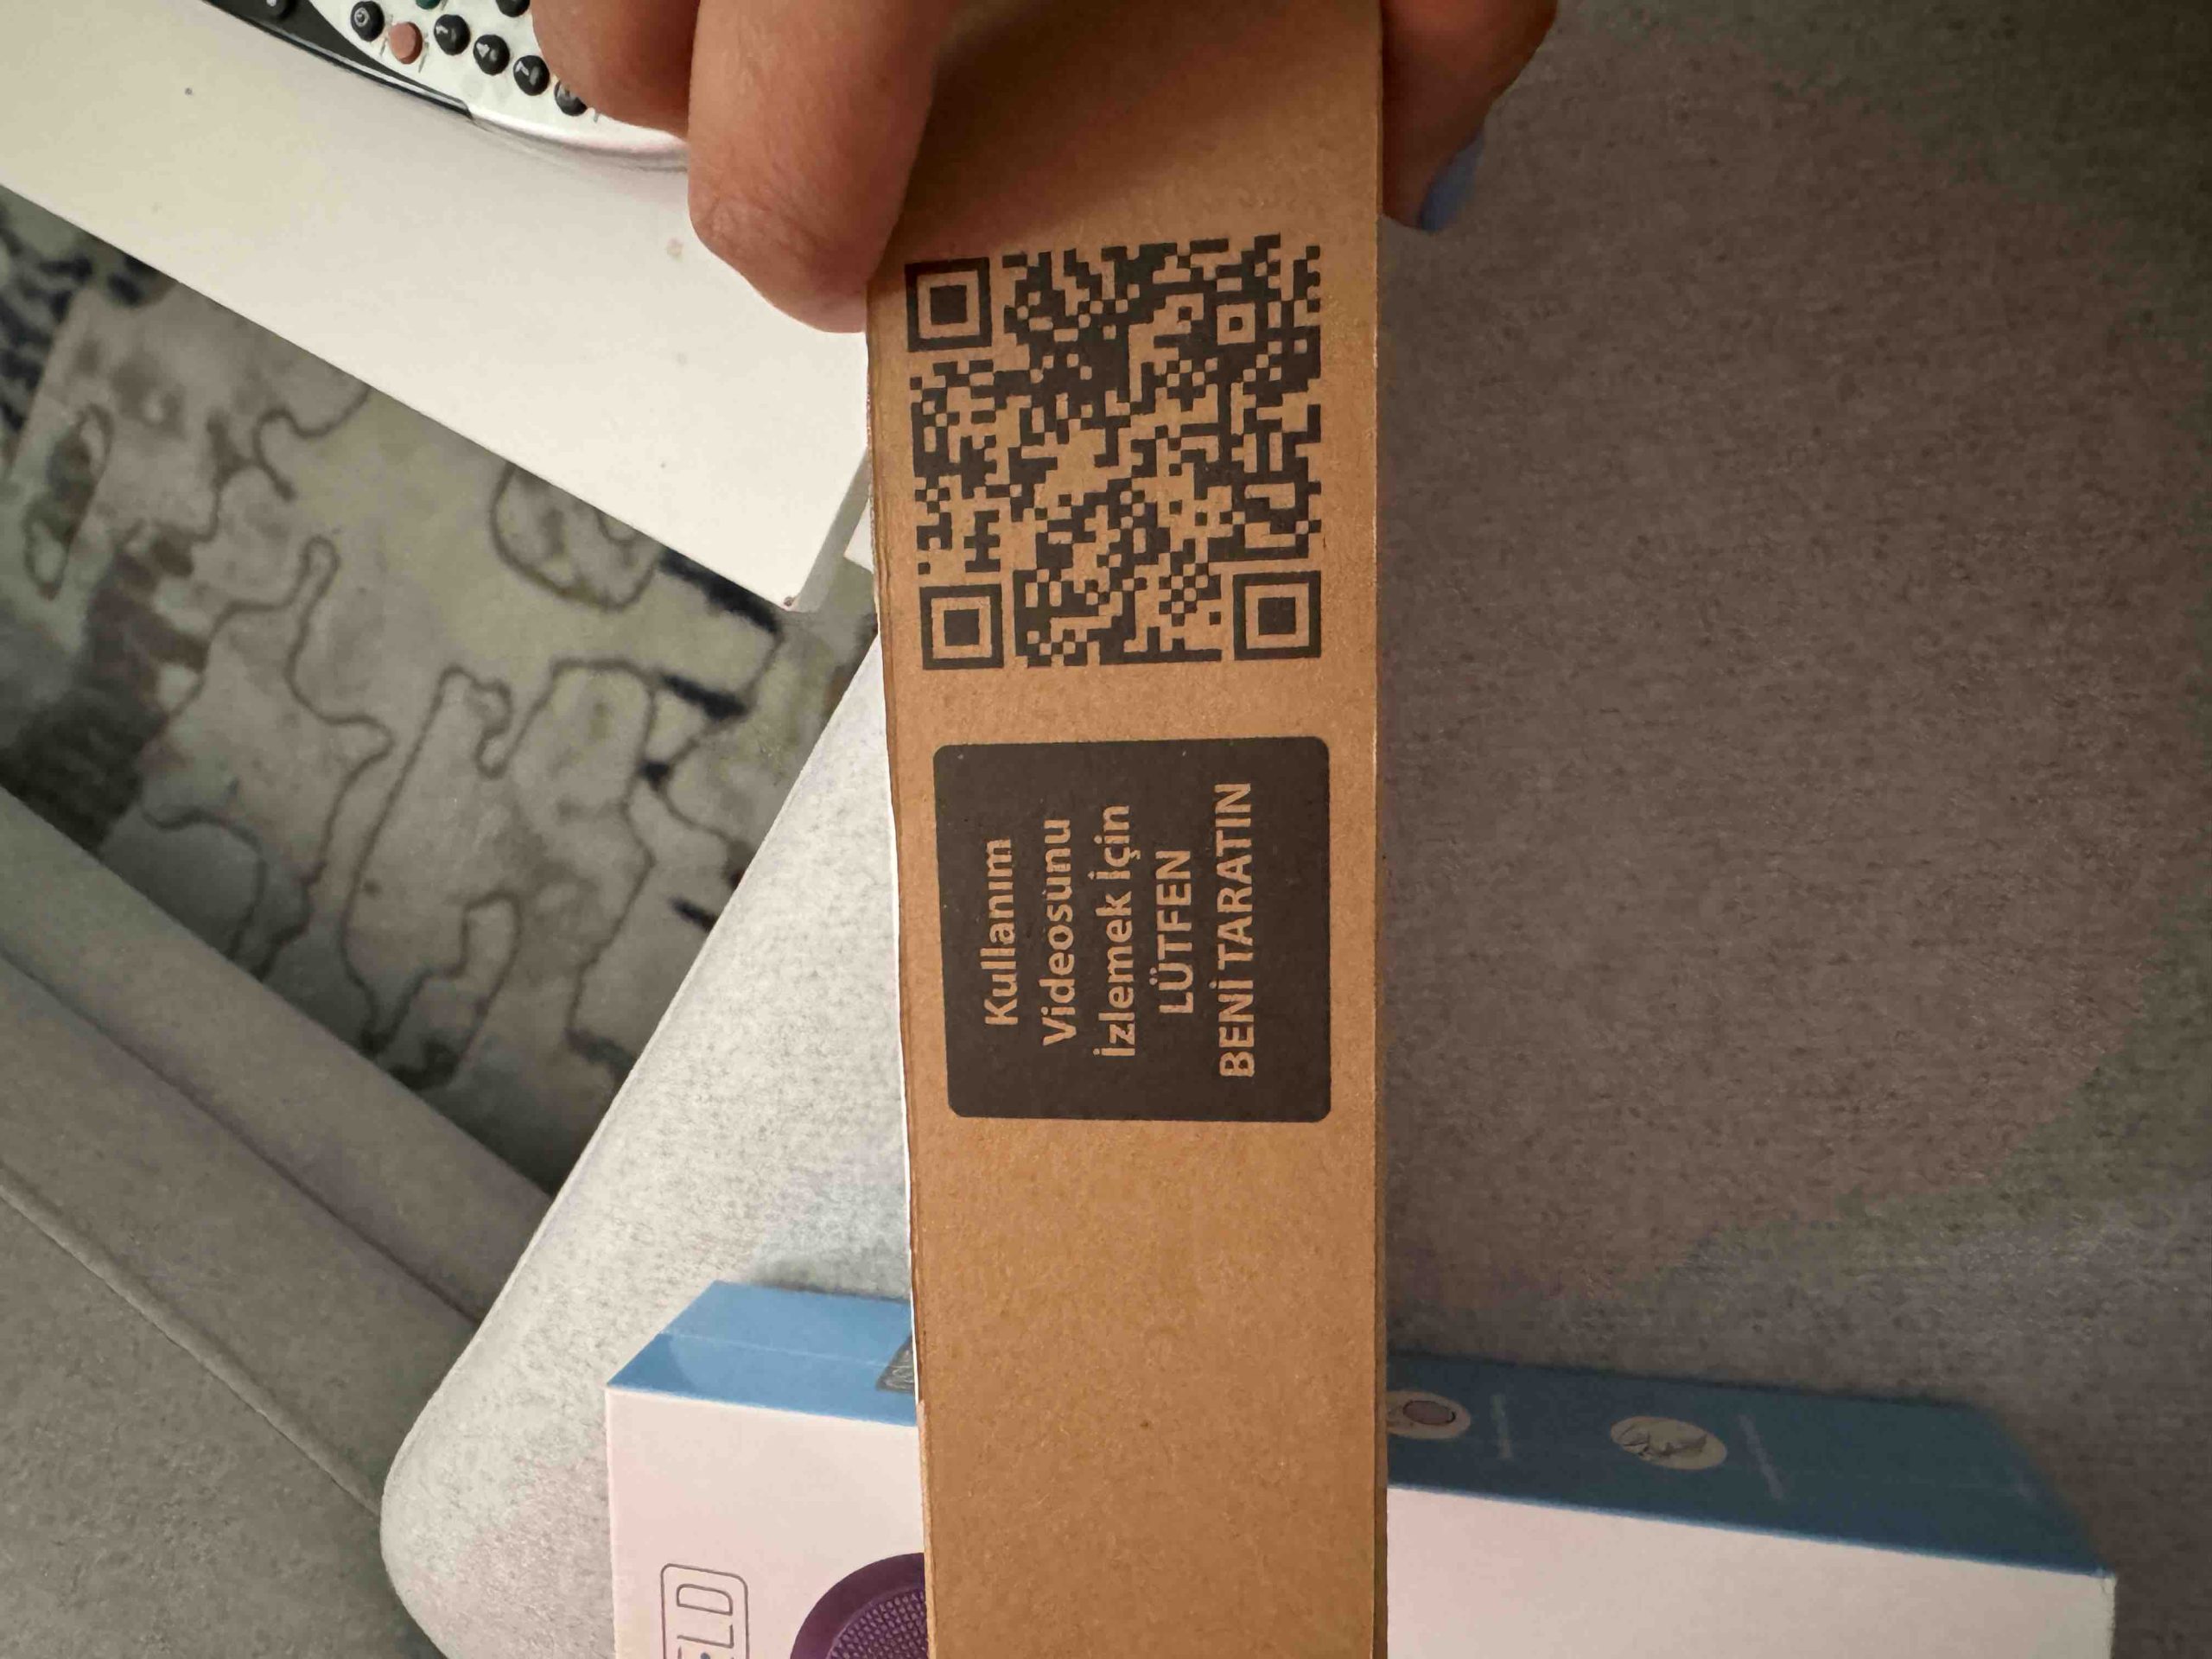 Kullanım
Videosunu
İzlemek İçin
LÜTFEN
BENİ TARATIN